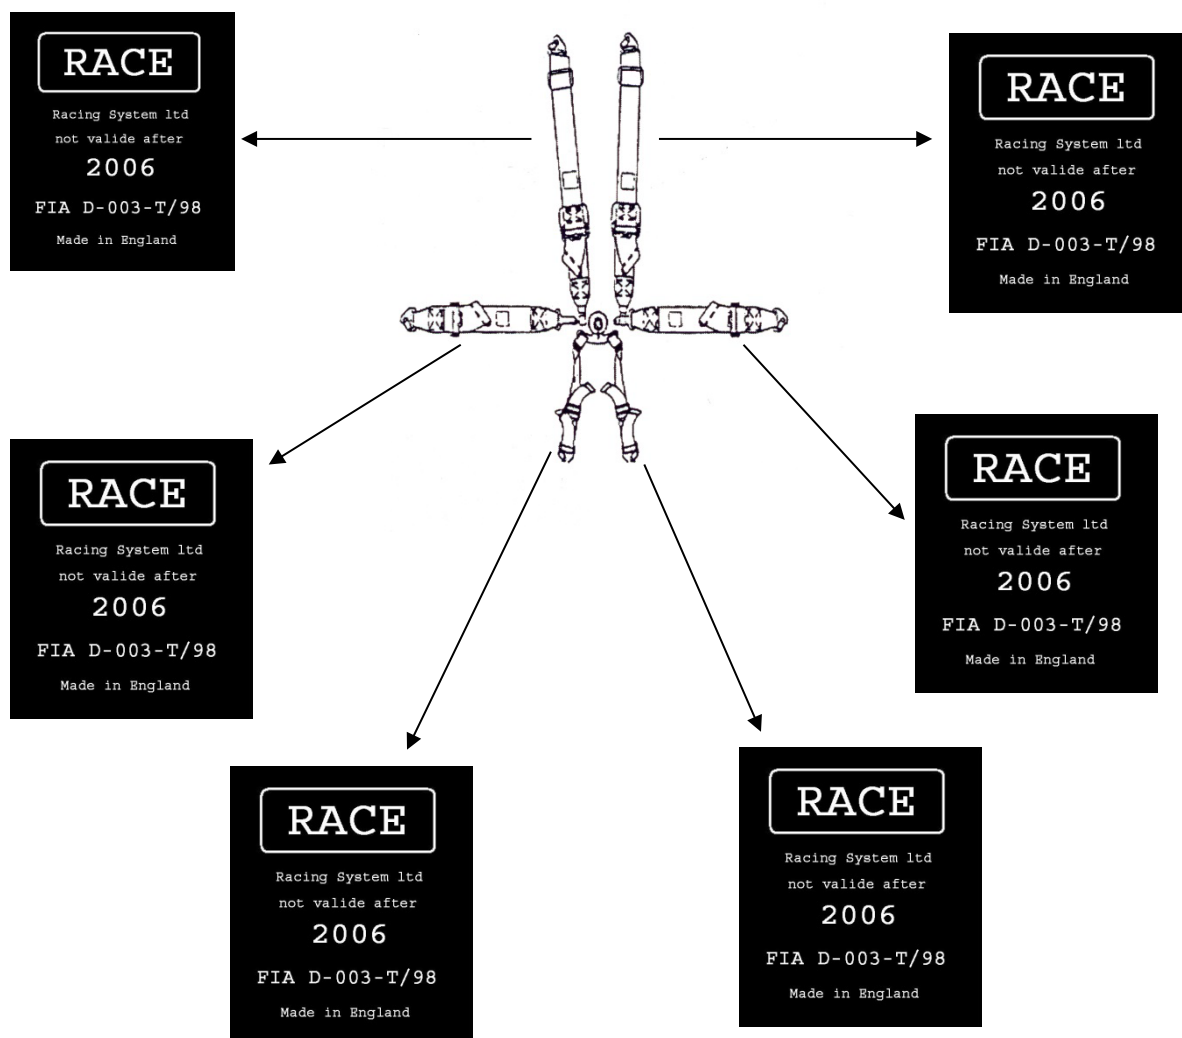 RACE
Racing System ltd
not valide after
2006
FIA D-003-T/98
Made in England
RACE
Racing System ltd
not valide after
2006
FIA D-003-T/98
Made in England
RACE
Racing System ltd
not valide after
2006
FIA D-003-T/98
Made in England
RACE
Racing System ltd
not valide after
2006
FIA D-003-T/98
Made in England
RACE
Racing System ltd
not valide after
2006
FIA D-003-T/98
Made in England
RACE
Racing System ltd
not valide after
2006
FIA D-003-T/98
Made in England